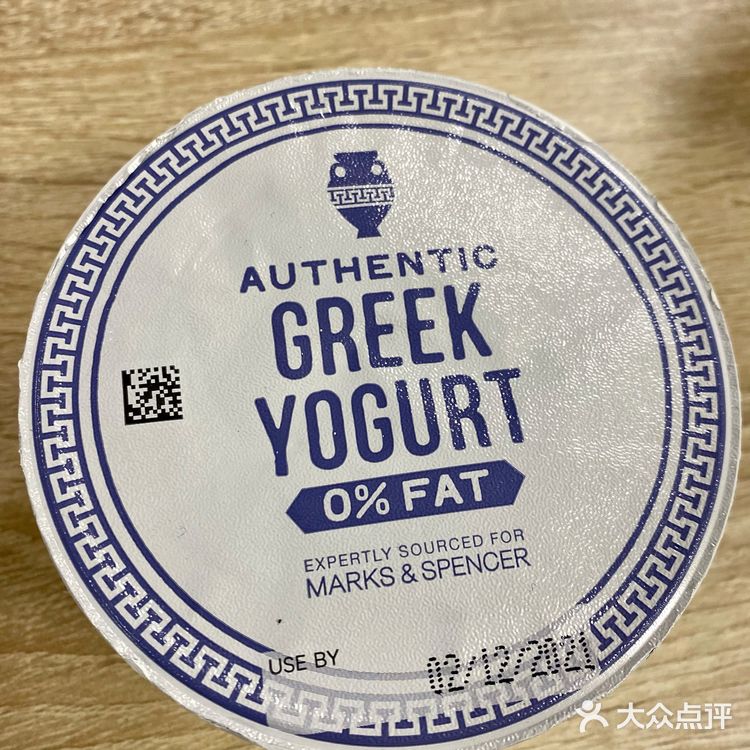 AUTHENTIC
GREEK
YOGURT
0% FAT
EXPERTLY SOURCED FOR
MARKS & SPENCER
USE BY 02/12/2021
大众点评